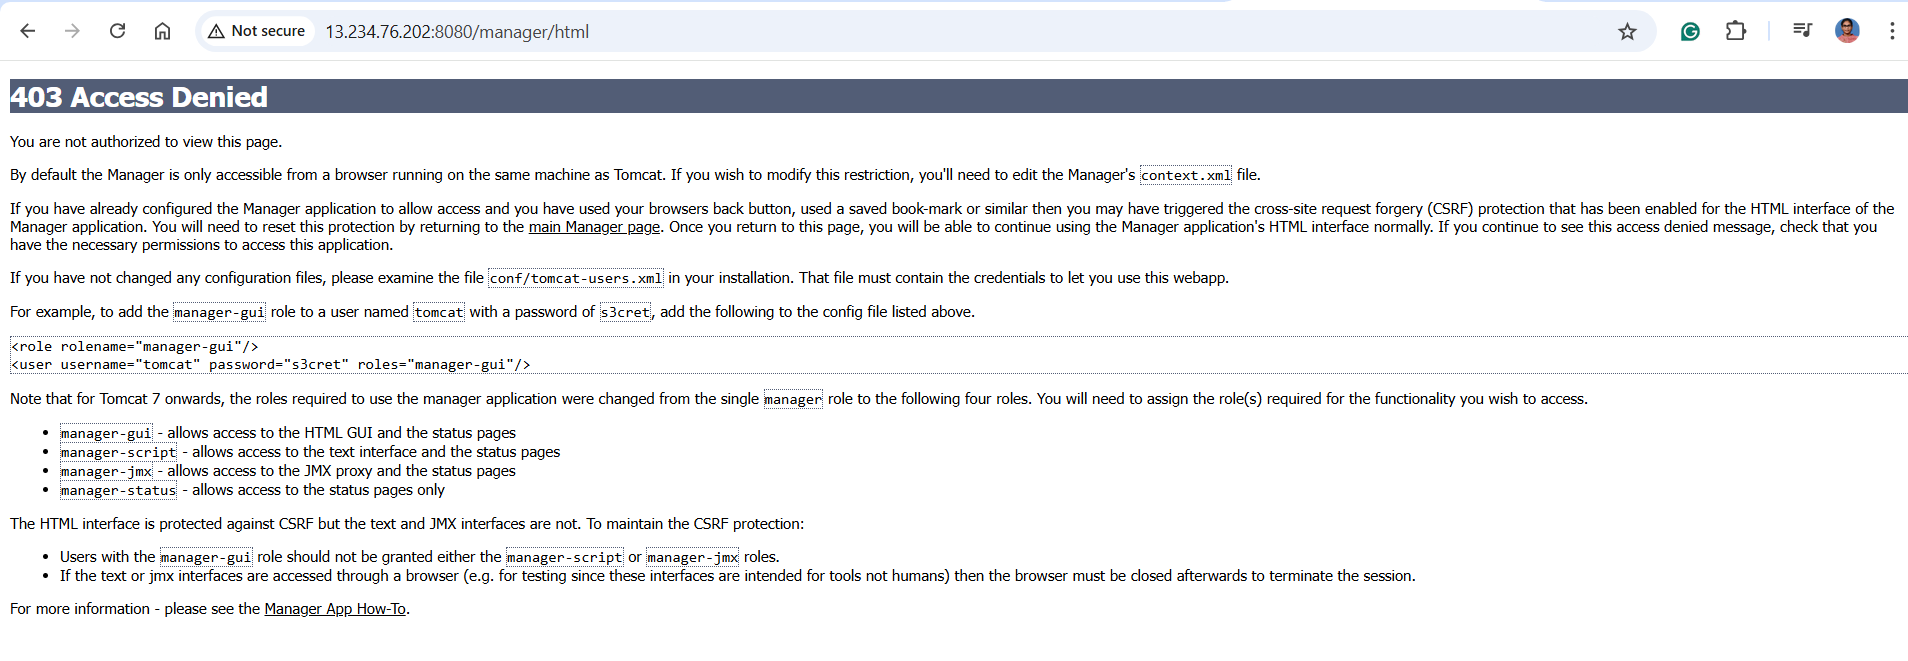 Not secure 13.234.76.202:8080/manager/html
403 Access Denied
You are not authorized to view this page.
By default the Manager is only accessible from a browser running on the same machine as Tomcat. If you wish to modify this restriction, you'll need to edit the Manager's context.xml file.
If you have already configured the Manager application to allow access and you have used your browsers back button, used a saved book-mark or similar then you may have triggered the cross-site request forgery (CSRF) protection that has been enabled for the HTML interface of the
Manager application. You will need to reset this protection by returning to the main Manager page. Once you return to this page, you will be able to continue using the Manager application's HTML interface normally. If you continue to see this access denied message, check that you
have the necessary permissions to access this application.
If you have not changed any configuration files, please examine the file conf/tomcat-users.xml in your installation. That file must contain the credentials to let you use this webapp.
For example, to add the manager-gui role to a user named tomcat with a password of s3cret, add the following to the config file listed above.
<role rolename="manager-gui"/>
<user username="tomcat" password="s3cret" roles="manager-gui"/>
Note that for Tomcat 7 onwards, the roles required to use the manager application were changed from the single manager role to the following four roles. You will need to assign the role(s) required for the functionality you wish to access.
• manager-gui - allows access to the HTML GUI and the status pages
• manager-script - allows access to the text interface and the status pages
• manager-jmx - allows access to the JMX proxy and the status pages
• manager-status - allows access to the status pages only
The HTML interface is protected against CSRF but the text and JMX interfaces are not. To maintain the CSRF protection:
• Users with the manager-gui role should not be granted either the manager-script or manager-jmx roles.
• If the text or jmx interfaces are accessed through a browser (e.g. for testing since these interfaces are intended for tools not humans) then the browser must be closed afterwards to terminate the session.
For more information - please see the Manager App How-To.